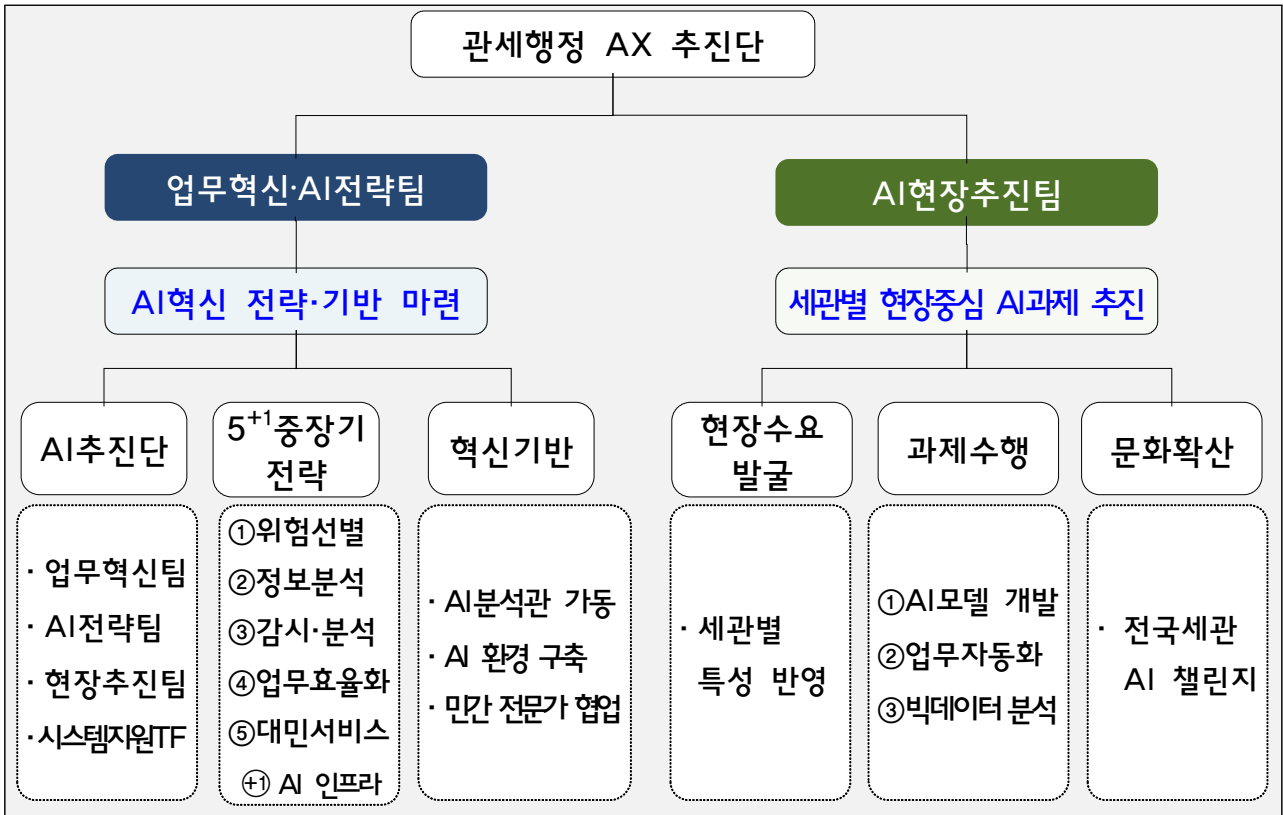 관세행정 AX 추진단
업무혁신·AI전략팀
AI현장추진팀
AI혁신 전략·기반 마련
세관별 현장중심 AI과제 추진
AI추진단
5+1중장기
전략
혁신기반
현장수요
발굴
과제수행
문화확산
· 업무혁신팀
· AI전략팀
· 현장추진팀
· 시스템지원TF
①위험선별
②정보분석
③감시·분석
④업무효율화
⑤대민서비스
+1 AI 인프라
· AI분석관 가동
· AI 환경 구축
· 민간 전문가 협업
· 세관별
특성 반영
①AI모델 개발
②업무자동화
③빅데이터 분석
· 전국세관
AI 챌린지